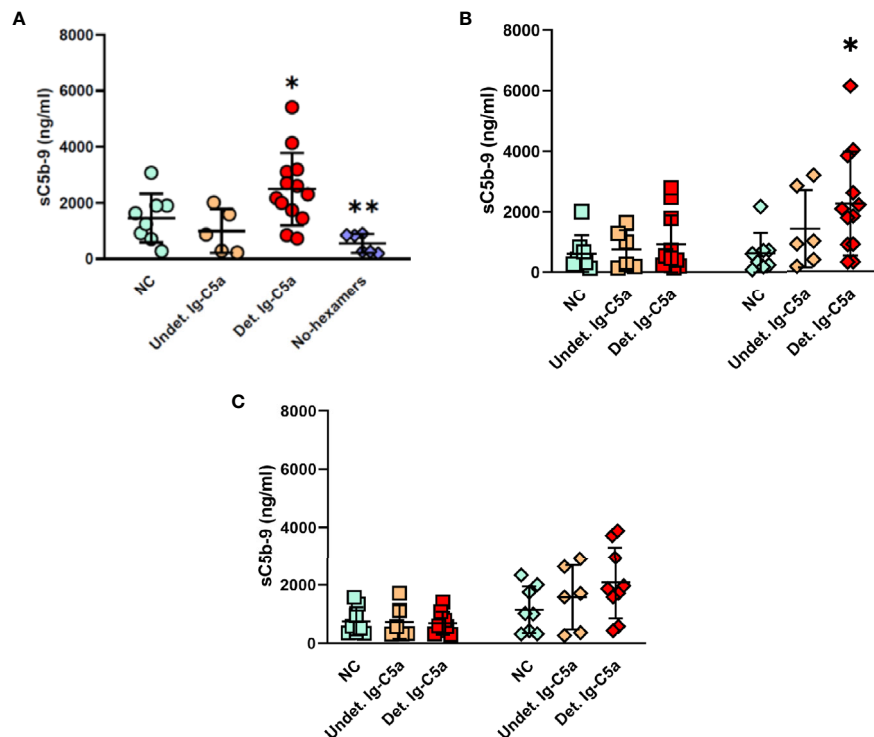 A
sC5b-9 (ng/ml)
8000
6000
4000
2000
0
*
**
NC
Undet. Ig-C5a
Det. Ig-C5a
No-hexamers
B
sC5b-9 (ng/ml)
8000
6000
4000
2000
0
*
NC
Undet. Ig-C5a
Det. Ig-C5a
NC
Undet. Ig-C5a
Det. Ig-C5a
C
sC5b-9 (ng/ml)
8000
6000
4000
2000
0
NC
Undet. Ig-C5a
Det. Ig-C5a
NC
Undet. Ig-C5a
Det. Ig-C5a